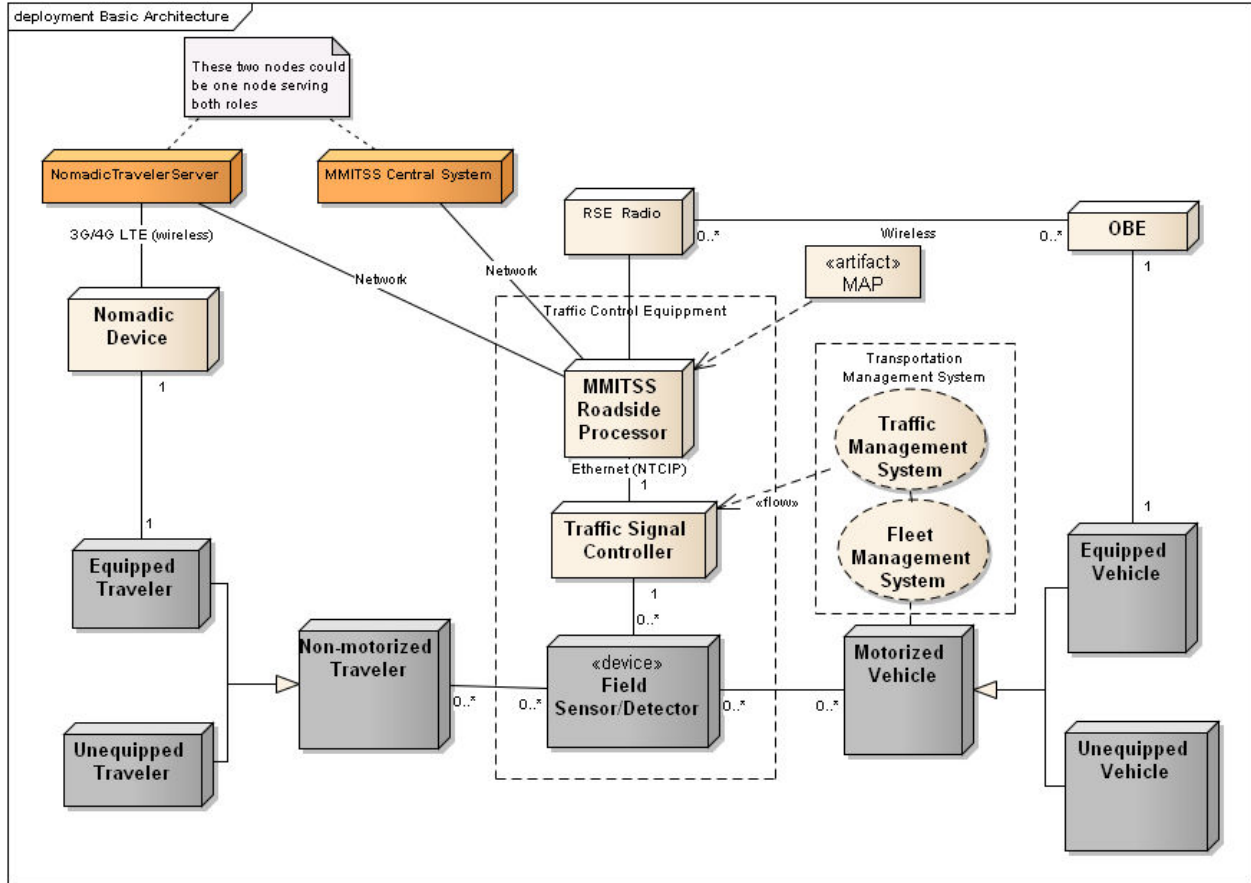 deployment Basic Architecture
These two nodes could
be one node serving
both roles
NomadicTravelerServer
MMITSS Central System
RSE Radio
OBE
0..*
Wireless
0..*
3G/4G LTE (wireless)
Network
Network
«artifact»
MAP
1
Nomadic
Device
1
Traffic Control Equippment
MMITSS
Roadside
Processor
Transportation
Management System
Traffic
Management
System
Ethernet (NTCIP)
1
«flow»
Traffic Signal
Controller
Fleet
Management
System
1
1
Equipped
Traveler
Equipped
Vehicle
1
0..*
Non-motorized
Traveler
«device»
Field
Sensor/Detector
Motorized
Vehicle
0..*
0..*
0..*
0..*
Unequipped
Traveler
Unequipped
Vehicle